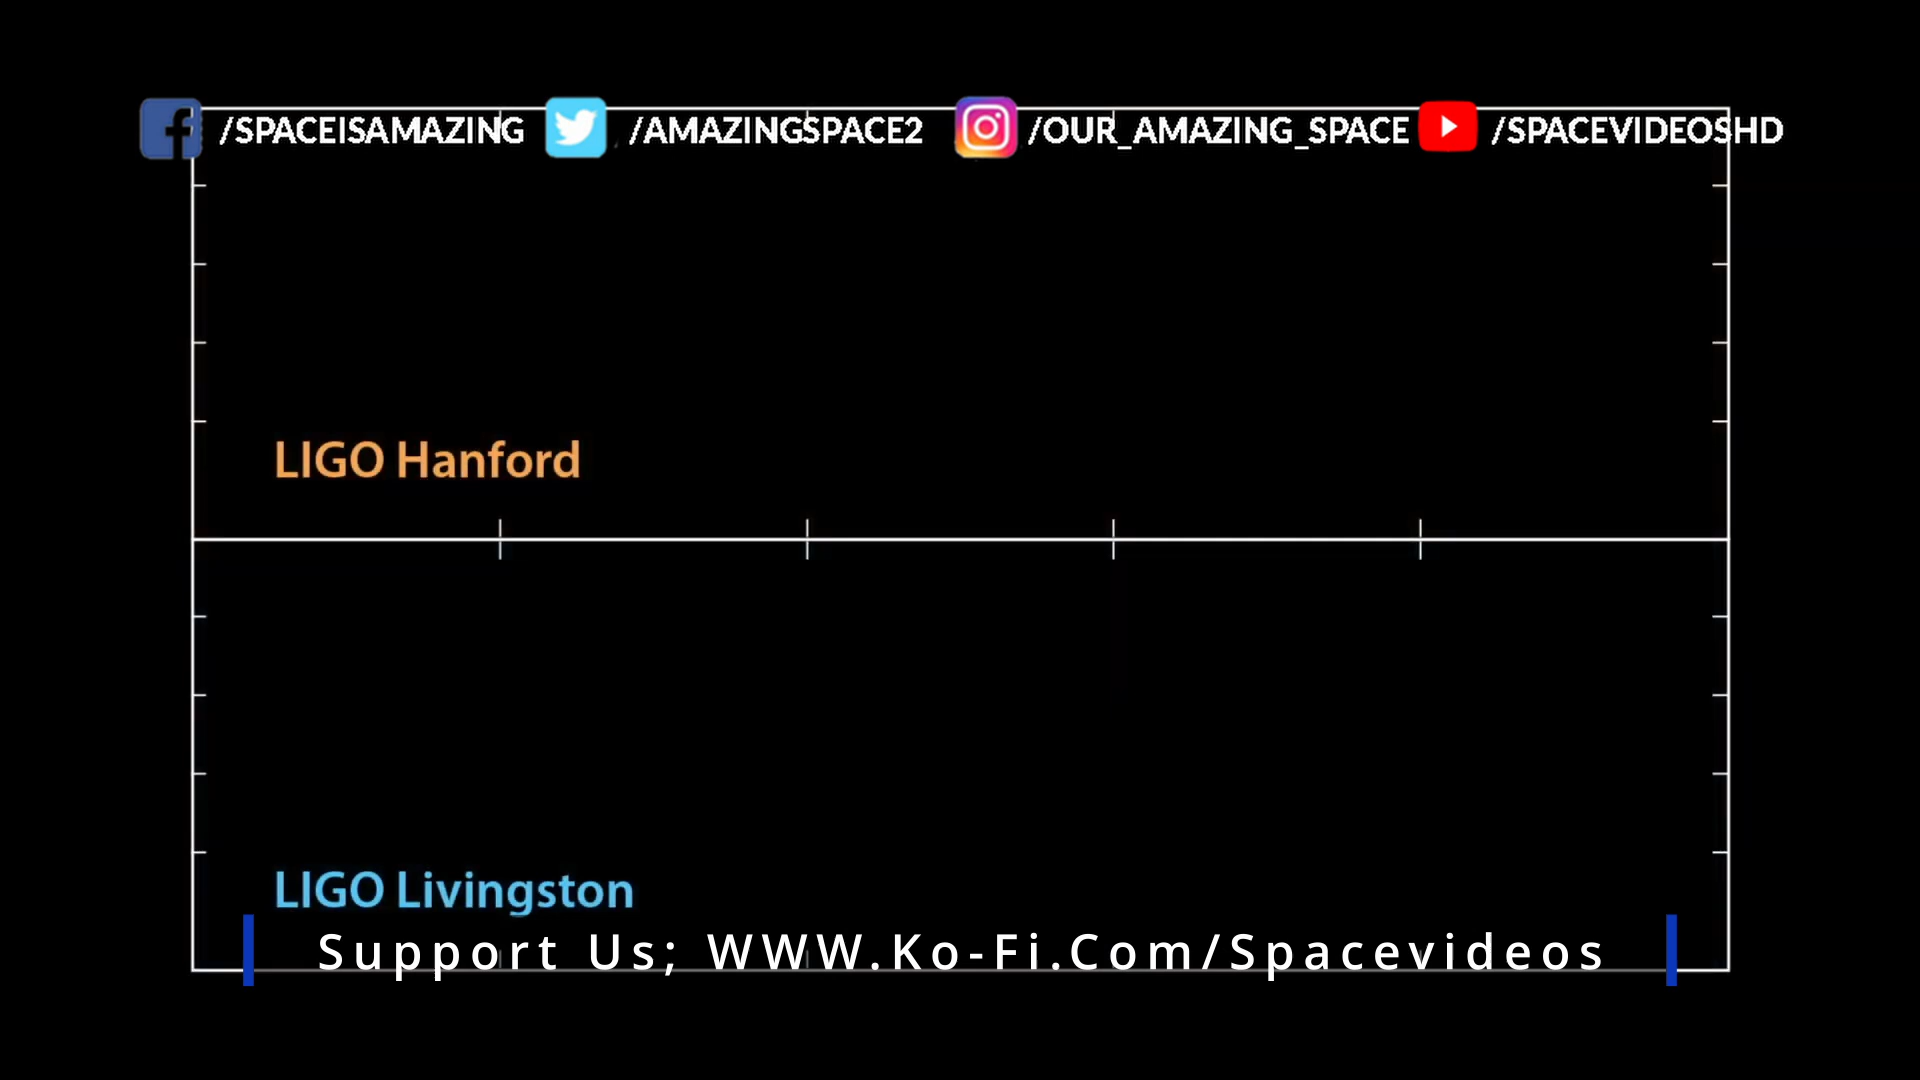 /SPACEISAMAZING /AMAZINGSPACE2 /OUR_AMAZING_SPACE /SPACEVIDEOSHD
LIGO Hanford
LIGO Livingston
Support Us; WWW.Ko-Fi.Com/Spacevideos